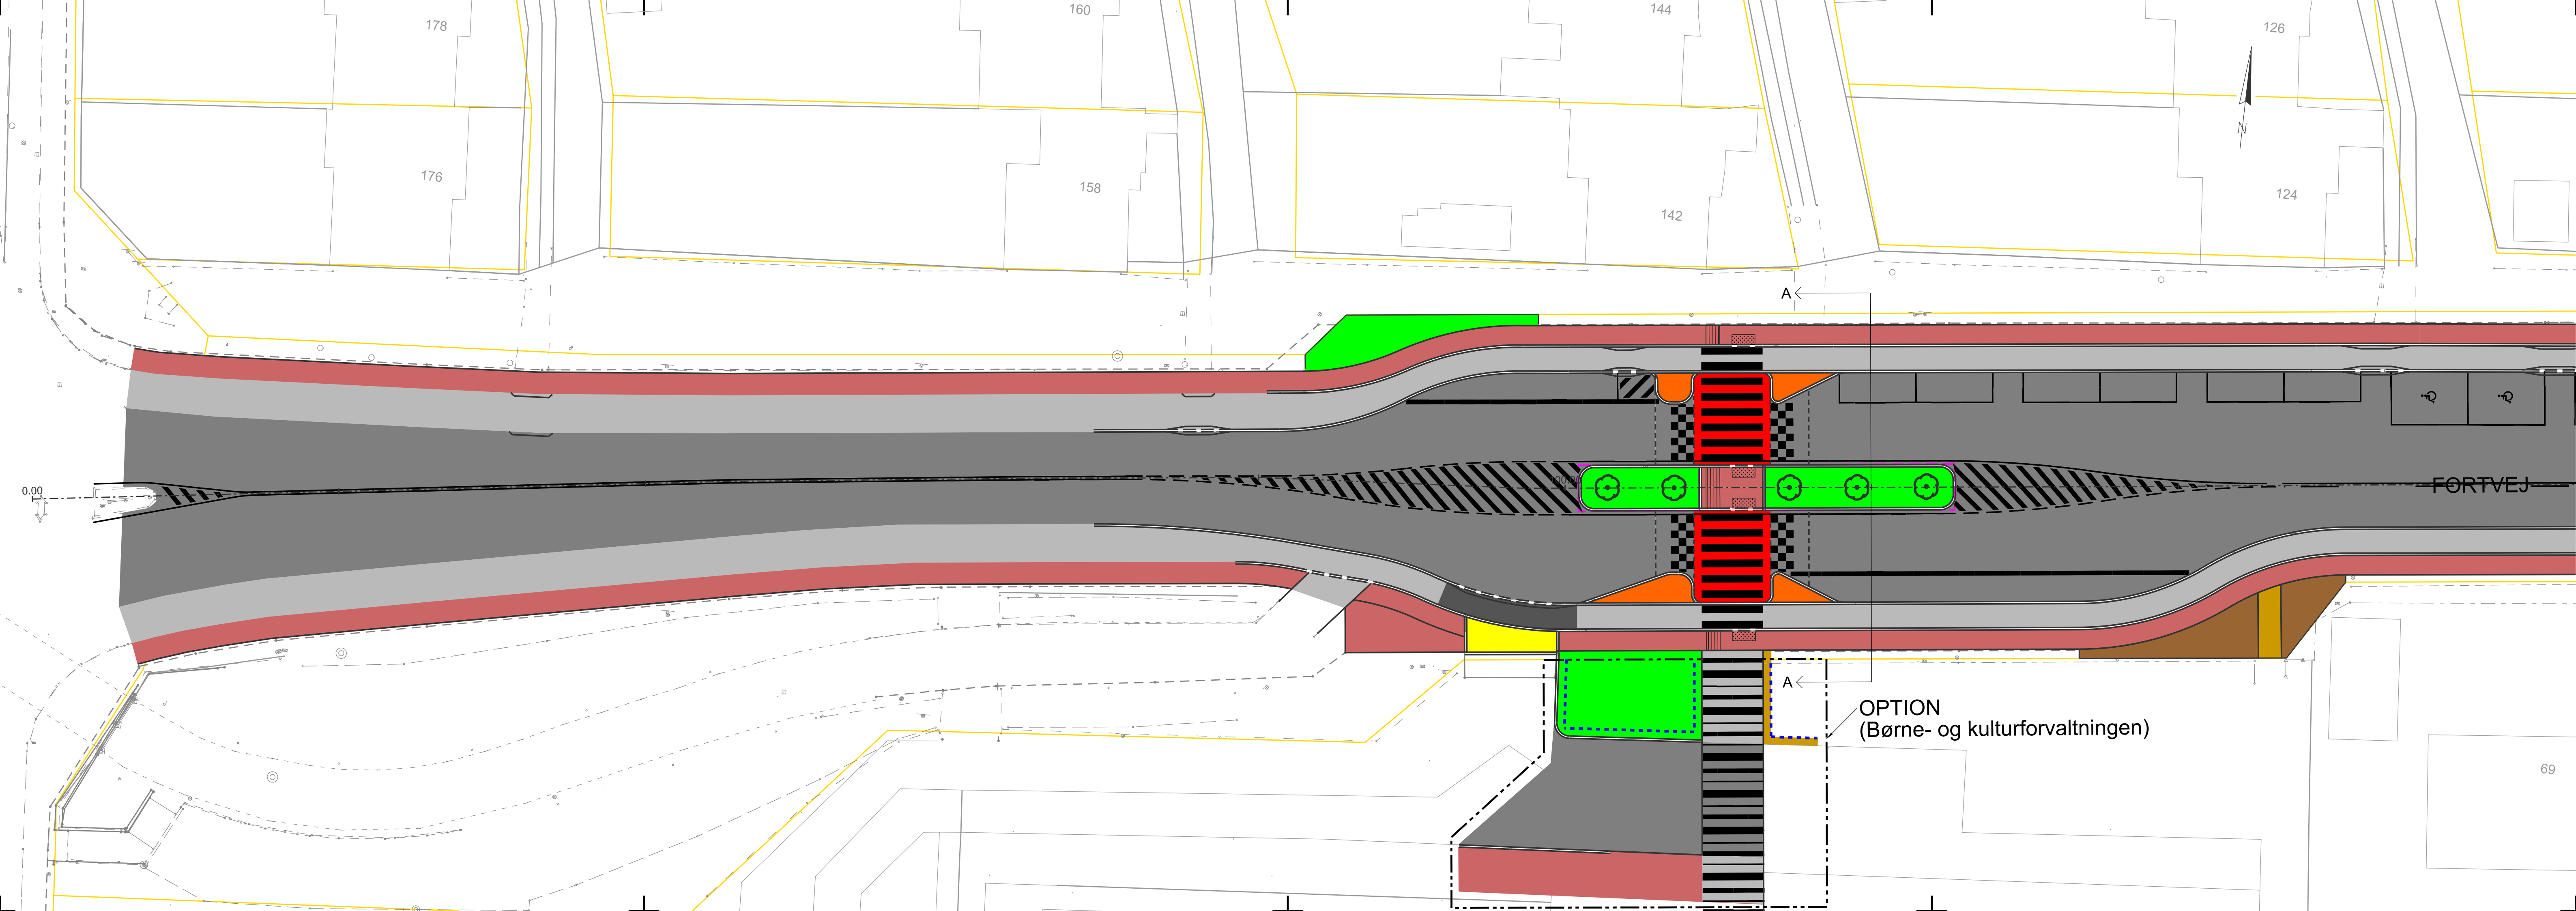 178
160
144
126
N
176
158
142
124
A
0.00
FORTVEJ
A
OPTION
(Børne- og kulturforvaltningen)
69